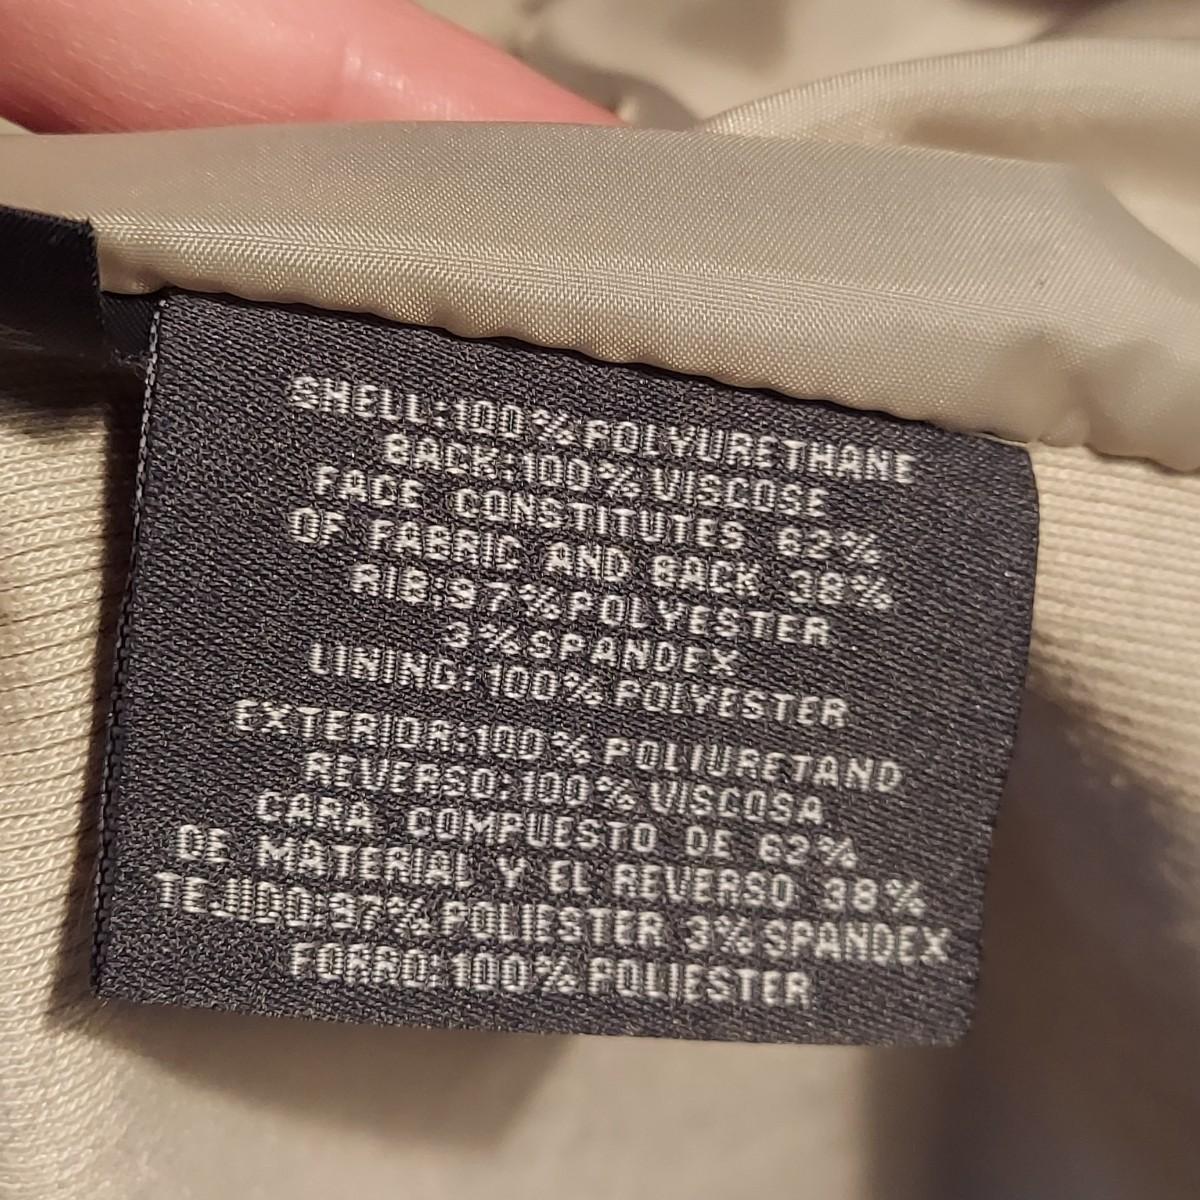 SHELL:100%POLYURETHANE
BACK:100%VISCOSE
FACE CONSTITUTES 62%
OF FABRIC AND BACK 38%
RIB:97%POLYESTER
3%SPANDEX
LINING:100%POLYESTER
EXTERIOR:100%POLIURETANO
REVERSO:100%VISCOSA
CARA COMPUESTO DE 62%
DE MATERIAL Y EL REVERSO 38%
TEJIDO:97%POLIESTER 3%SPANDEX
FORRO:100%POLIESTER